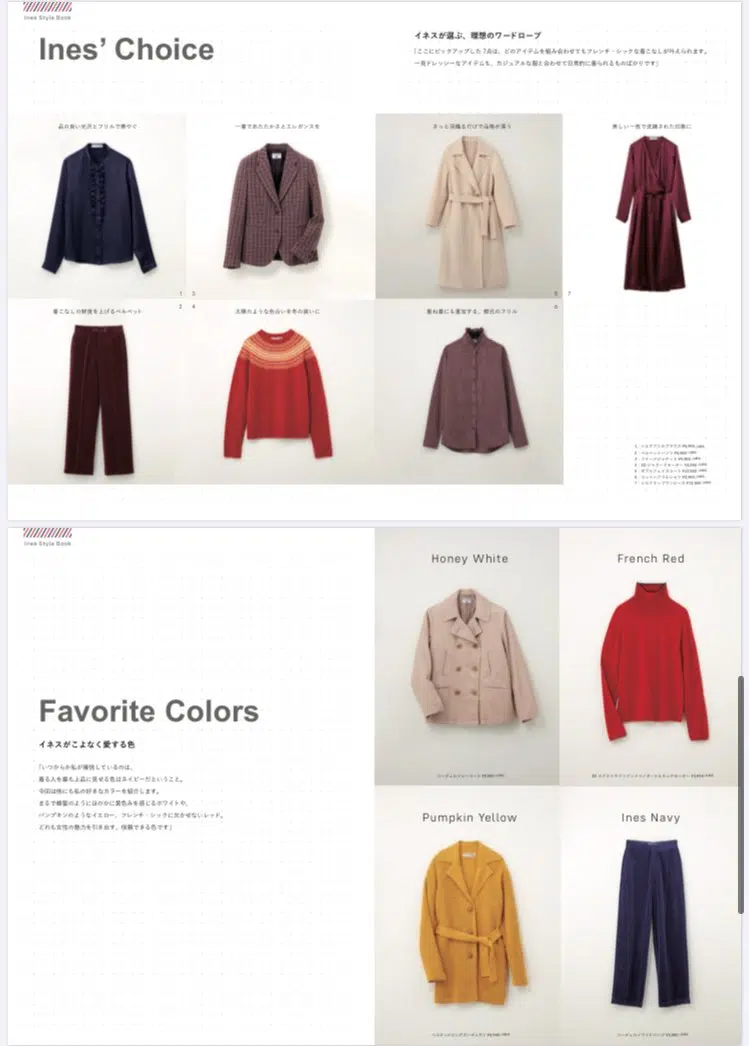 Ines Style Book
Ines' Choice
イネスが選ぶ、理想のワードローブ
「ここにピックアップした7点は、どのアイテムを組み合わせてもフレンチ・シックな着こなしが叶えられます。
一見ドレッシーなアイテムも、カジュアルな服と合わせて日常的に着られるものばかりです」
品の良い光沢とフリルで華やぐ
一着であたたかさとエレガンスを
さっと羽織るだけで品格が漂う
美しい一枚で洗練された印象に
1
3
5
7
着こなしの鮮度を上げるベルベット
2
4
太陽のような色合いを冬の装いに
重ね着にも重宝する、襟元のフリル
6
Ines Style Book
Favorite Colors
イネスがこよなく愛する色
「いつからか私が確信しているのは、
着る人を最も上品に見せる色はネイビーだということ。
今回は他にも私の好きなカラーを紹介します。
まるで蜂蜜のようにほのかに黄色みを感じるホワイトや、
パンプキンのようなイエロー、フレンチ・シックに欠かせないレッド。
どれも女性の魅力を引き出す、信頼できる色です」
Honey White
French Red
Pumpkin Yellow
Ines Navy